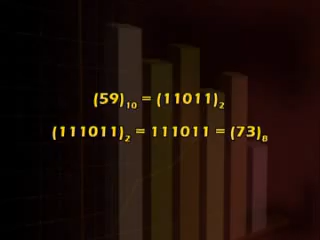 (59)₁₀ = (11011)₂
(111011)₂ = 111011 = (73)₈